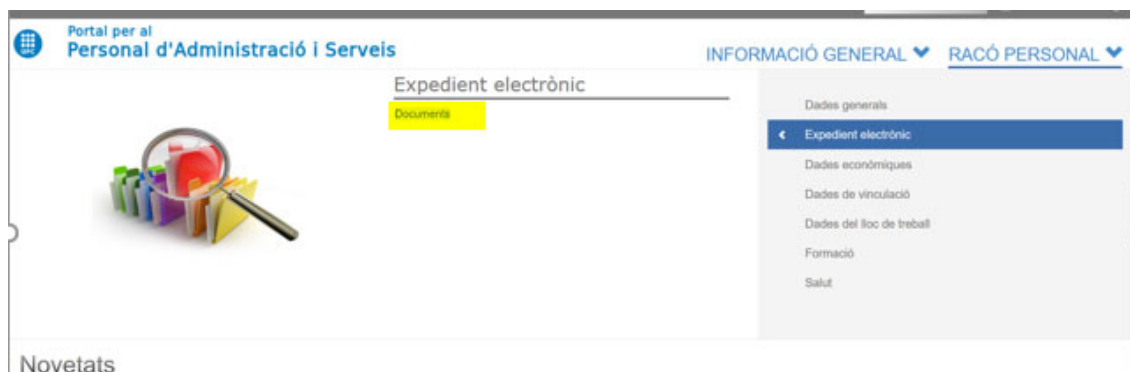 Portal per al
Personal d'Administració i Serveis
INFORMACIÓ GENERAL
RACÓ PERSONAL
Expedient electrònic
Documents
Dades generals
Expedient electrònic
Dades econòmiques
Dades de vinculació
Dades del lloc de treball
Formació
Salut
Novetats